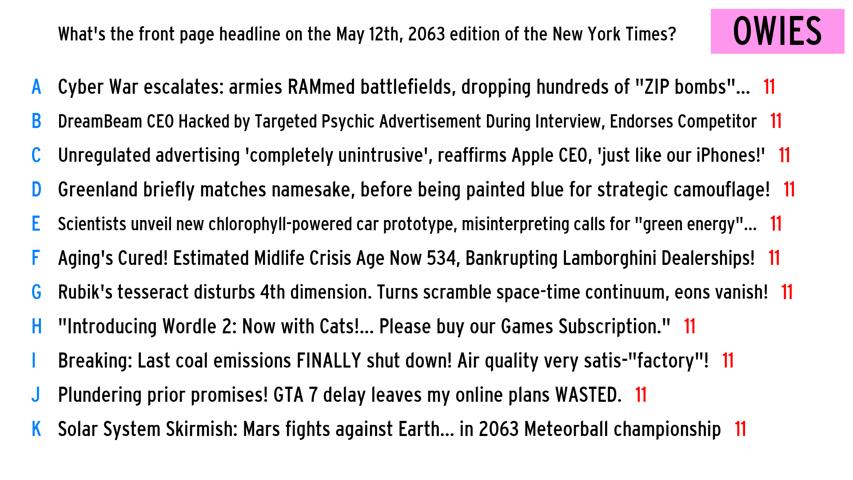 What's the front page headline on the May 12th, 2063 edition of the New York Times?
OWIES
A Cyber War escalates: armies RAMmed battlefields, dropping hundreds of "ZIP bombs"... 11
B DreamBeam CEO Hacked by Targeted Psychic Advertisement During Interview, Endorses Competitor 11
C Unregulated advertising 'completely unintrusive', reaffirms Apple CEO, 'just like our iPhones!' 11
D Greenland briefly matches namesake, before being painted blue for strategic camouflage! 11
E Scientists unveil new chlorophyll-powered car prototype, misinterpreting calls for "green energy"... 11
F Aging's Cured! Estimated Midlife Crisis Age Now 534, Bankrupting Lamborghini Dealerships! 11
G Rubik's tesseract disturbs 4th dimension. Turns scramble space-time continuum, eons vanish! 11
H "Introducing Wordle 2: Now with Cats!... Please buy our Games Subscription." 11
I Breaking: Last coal emissions FINALLY shut down! Air quality very satis-"factory"! 11
J Plundering prior promises! GTA 7 delay leaves my online plans WASTED. 11
K Solar System Skirmish: Mars fights against Earth... in 2063 Meteorball championship 11